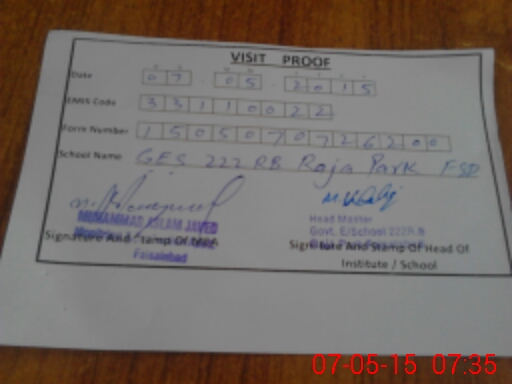 VISIT PROOF
Date 07 05 2015
EMIS Code 33110022
Form Number 1505070726200
School Name GES 222 RB Raja Park FSD
MUHAMMAD ASLAM JAVED
Signature And Stamp Of MEA
Faisalabad
Head Master
Govt. E/School 222R.B
Signature And Stamp Of Head Of
Institute / School
07-05-15 07:35